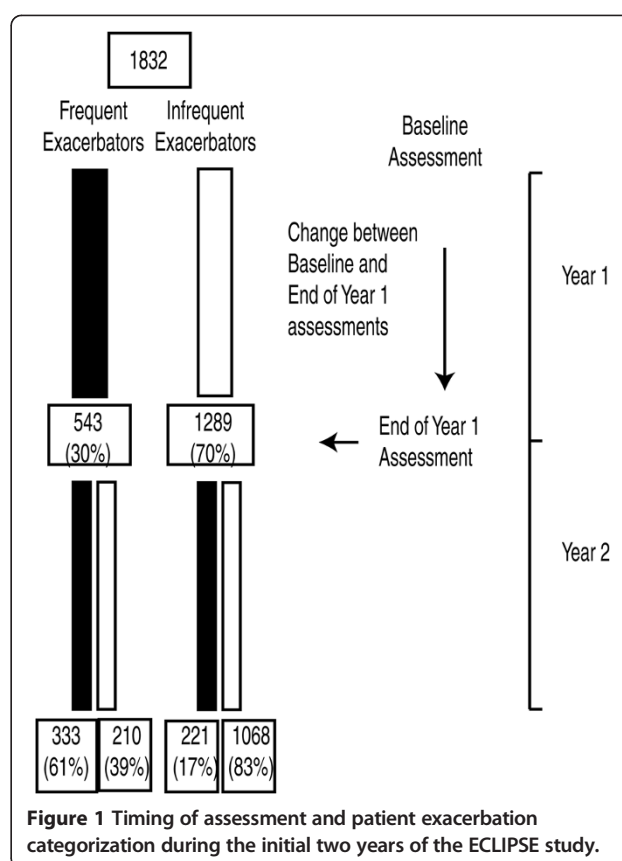 1832
Frequent
Exacerbators
Infrequent
Exacerbators
Baseline
Assessment
Change between
Baseline and
End of Year 1
assessments
Year 1
543
(30%)
1289
(70%)
End of Year 1
Assessment
Year 2
333
(61%)
210
(39%)
221
(17%)
1068
(83%)
Figure 1 Timing of assessment and patient exacerbation
categorization during the initial two years of the ECLIPSE study.